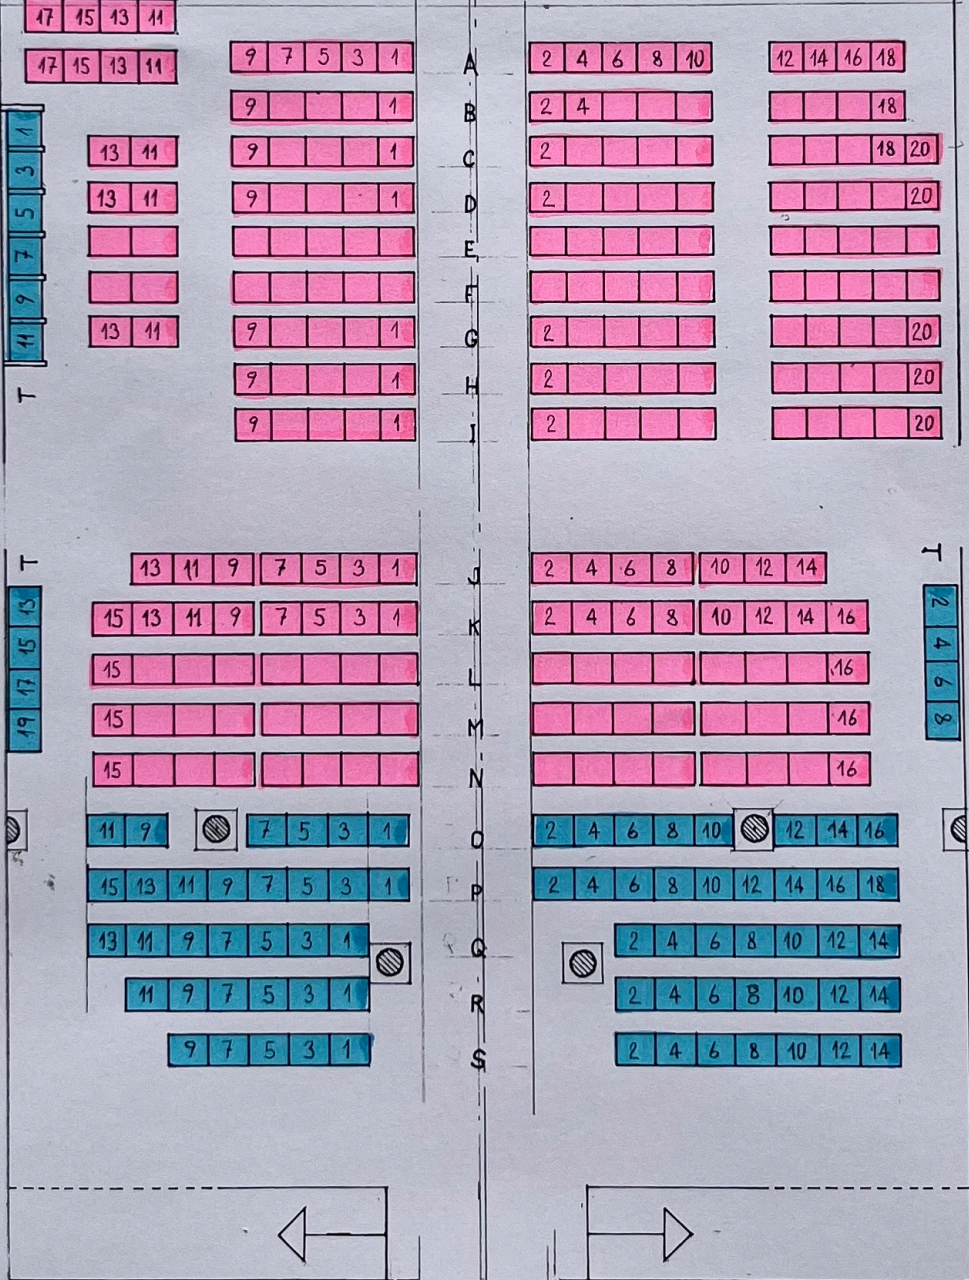 17 15 13 11
17 15 13 11 9 7 5 3 1 A 2 4 6 8 10 12 14 16 18
9 1 B 2 4 18
13 11 9 1 C 2 18 20
13 11 9 1 D 2 20
E
F
13 11 9 1 G 2 20
9 1 H 2 20
9 1 I 2 20
1 3 5 7 9 11 T
13 11 9 7 5 3 1 J 2 4 6 8 10 12 14
15 13 11 9 7 5 3 1 K 2 4 6 8 10 12 14 16
15 L 16
15 M 16
15 N 16
T 13 15 17 19
T 2 4 6 8
11 9 7 5 3 1 O 2 4 6 8 10 12 14 16
15 13 11 9 7 5 3 1 P 2 4 6 8 10 12 14 16 18
13 11 9 7 5 3 1 Q 2 4 6 8 10 12 14
11 9 7 5 3 1 R 2 4 6 8 10 12 14
9 7 5 3 1 S 2 4 6 8 10 12 14